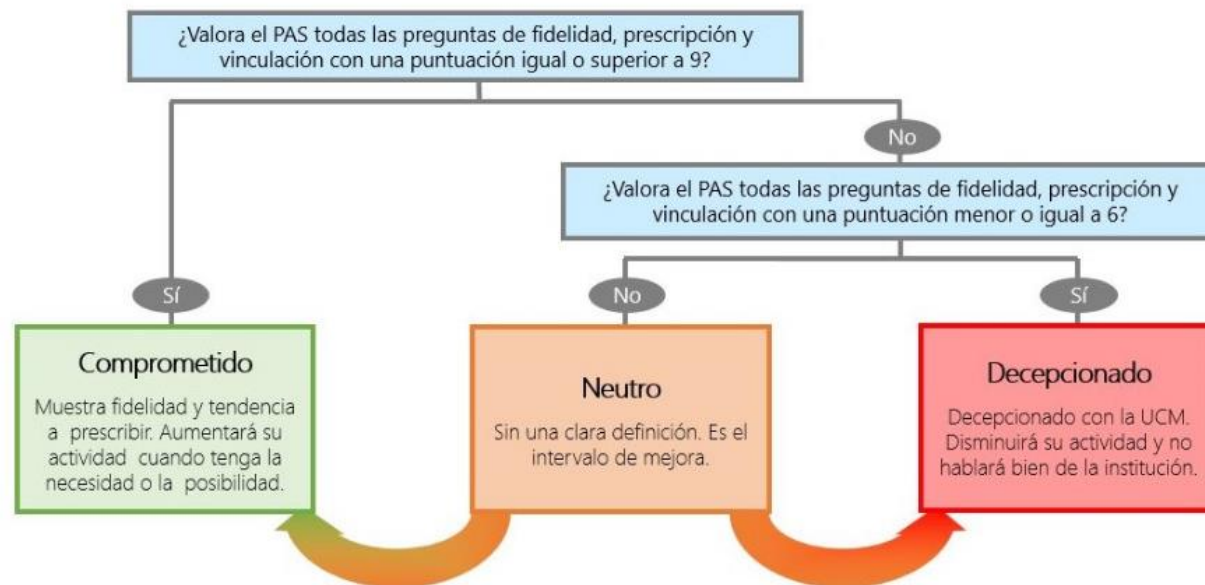 ¿Valora el PAS todas las preguntas de fidelidad, prescripción y
vinculación con una puntuación igual o superior a 9?
No
¿Valora el PAS todas las preguntas de fidelidad, prescripción y
vinculación con una puntuación menor o igual a 6?
Sí
No
Sí
Comprometido
Muestra fidelidad y tendencia
a prescribir. Aumentará su
actividad cuando tenga la
necesidad o la posibilidad.
Neutro
Sin una clara definición. Es el
intervalo de mejora.
Decepcionado
Decepcionado con la UCM.
Disminuirá su actividad y no
hablará bien de la institución.